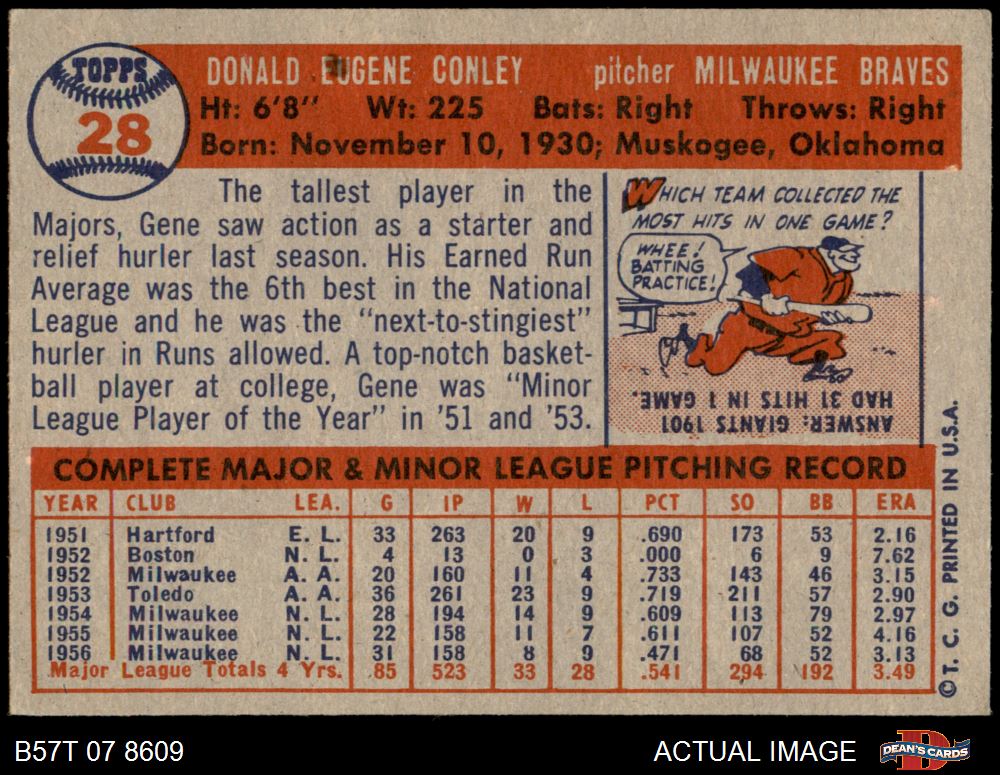 TOPPS
28
DONALD EUGENE CONLEY pitcher MILWAUKEE BRAVES
Ht: 6'8" Wt: 225 Bats: Right Throws: Right
Born: November 10, 1930; Muskogee, Oklahoma
The tallest player in the
Majors, Gene saw action as a starter and
relief hurler last season. His Earned Run
Average was the 6th best in the National
League and he was the "next-to-stingiest"
hurler in Runs allowed. A top-notch basket-
ball player at college, Gene was "Minor
League Player of the Year" in '51 and '53.
WHICH TEAM COLLECTED THE
MOST HITS IN ONE GAME?
WHEE!
BATTING
PRACTICE!
ANSWER: GIANTS 1901
HAD 31 HITS IN 1 GAME.
COMPLETE MAJOR & MINOR LEAGUE PITCHING RECORD
YEAR CLUB LEA. G IP W L PCT SO BB ERA
1951 Hartford E. L. 33 263 20 9 .690 173 53 2.16
1952 Boston N. L. 4 13 0 3 .000 6 9 7.62
1952 Milwaukee A. A. 20 160 11 4 .733 143 46 3.15
1953 Toledo A. A. 36 261 23 9 .719 211 57 2.90
1954 Milwaukee N. L. 28 194 14 9 .609 113 79 2.97
1955 Milwaukee N. L. 22 158 11 7 .611 107 52 4.16
1956 Milwaukee N. L. 31 158 8 9 .471 68 52 3.13
Major League Totals 4 Yrs. 85 523 33 28 .541 294 192 3.49
© T. C. G. PRINTED IN U.S.A.
B57T 07 8609
ACTUAL IMAGE
D
DEAN'S CARDS